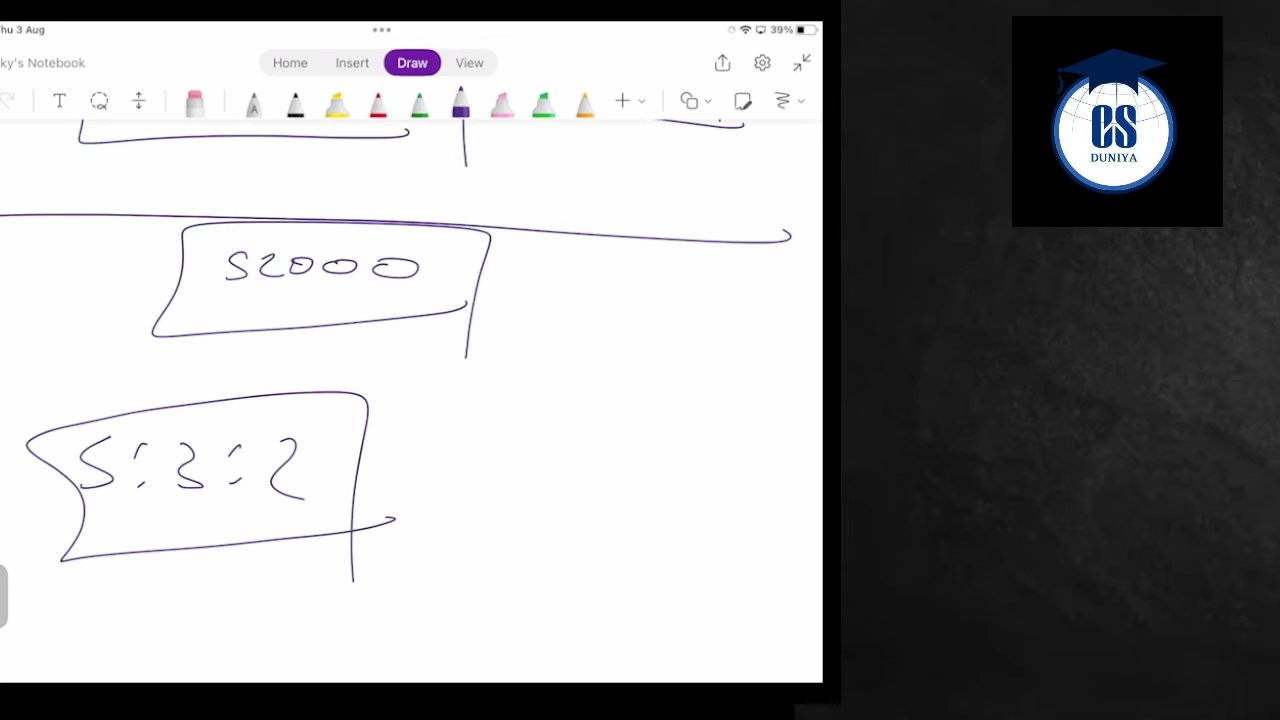 Thu 3 Aug
39%
ky's Notebook
Home Insert Draw View
T
A
52000
5:3:2
CS
DUNIYA